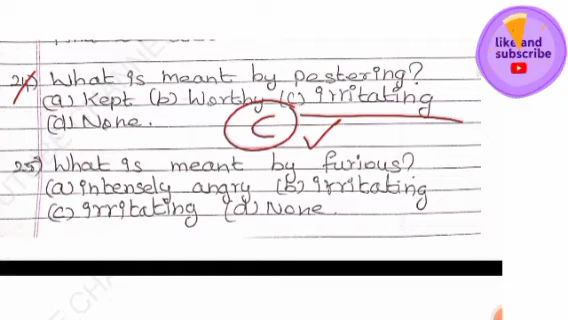 like and
subscribe
24) What is meant by pestering?
(a) Kept (b) Worthy (c) irritating
(d) None.
C
25) What is meant by furious?
(a) intensely angry (b) irritating
(c) irritating (d) None.